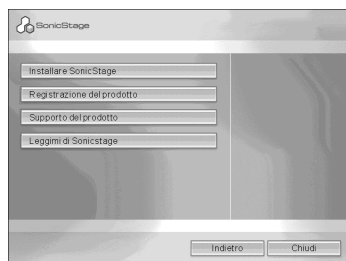 SonicStage
Installare SonicStage
Registrazione del prodotto
Supporto del prodotto
Leggimi di Sonicstage
Indietro
Chiudi